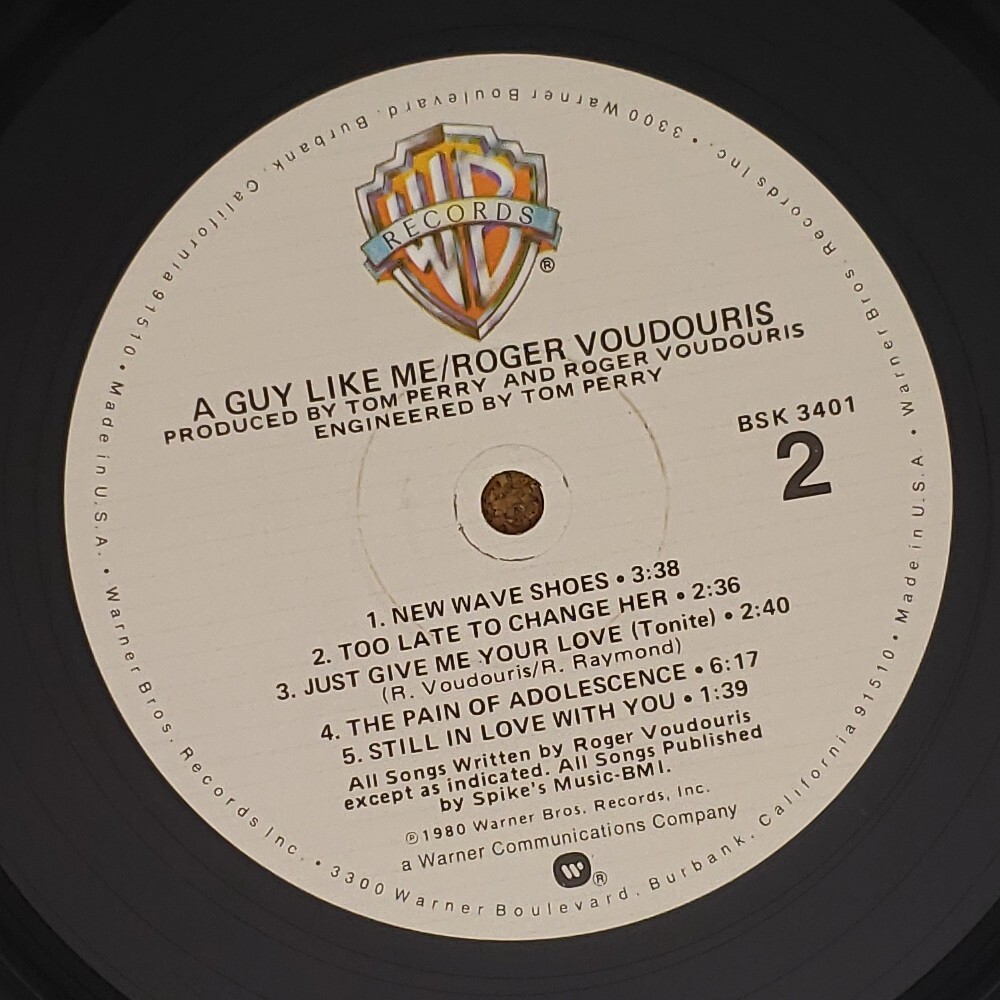 WB
RECORDS
®
A GUY LIKE ME/ROGER VOUDOURIS
PRODUCED BY TOM PERRY AND ROGER VOUDOURIS
ENGINEERED BY TOM PERRY
BSK 3401
2
1. NEW WAVE SHOES • 3:38
2. TOO LATE TO CHANGE HER • 2:36
3. JUST GIVE ME YOUR LOVE (Tonite) • 2:40
(R. Voudouris/R. Raymond)
4. THE PAIN OF ADOLESCENCE • 6:17
5. STILL IN LOVE WITH YOU • 1:39
All Songs Written by Roger Voudouris
except as indicated. All Songs Published
by Spike's Music-BMI.
℗1980 Warner Bros. Records, Inc.
a Warner Communications Company
W®
Warner Bros. Records Inc. • 3300 Warner Boulevard. Burbank. California 91510 • Made in U.S.A. • Warner Bros. Records Inc. • 3300 Warner Boulevard. Burbank. California 91510 • Made in U.S.A. •